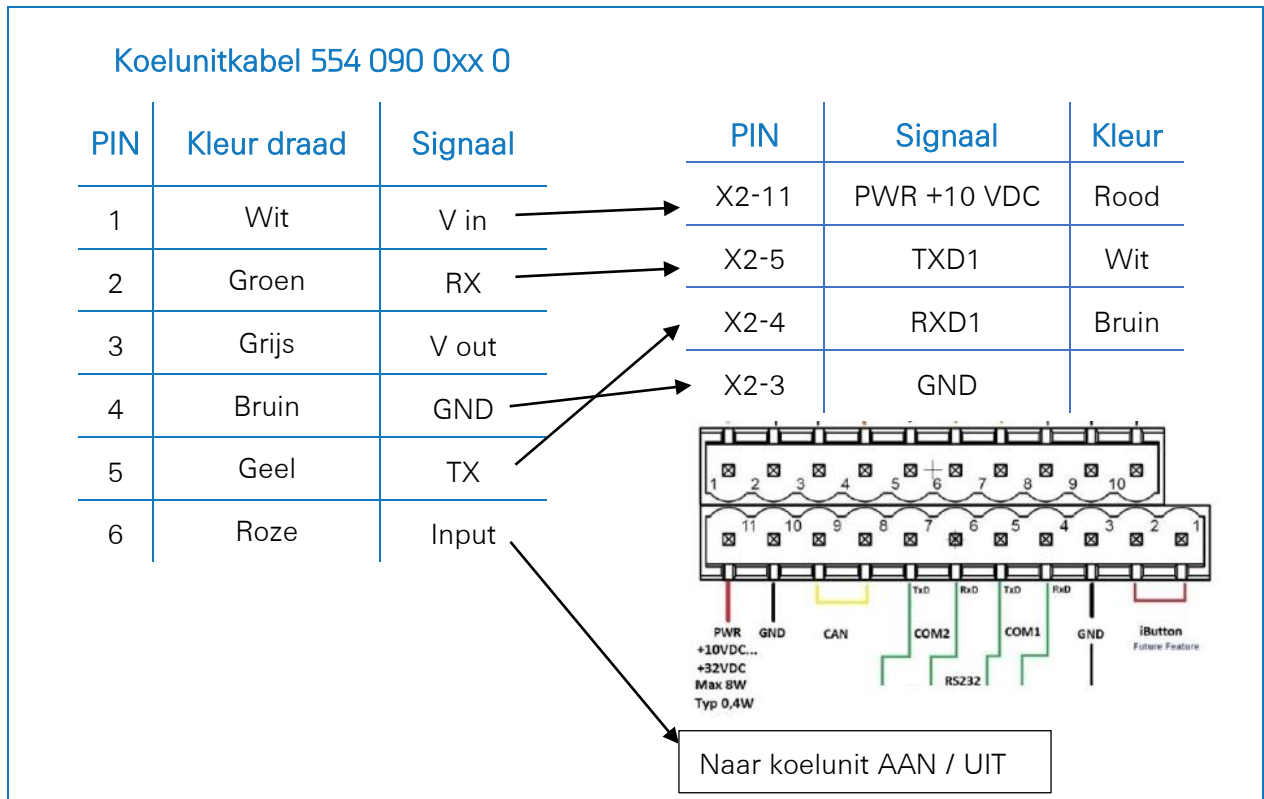 Koelunitkabel 554 090 0xx 0
PIN Kleur draad Signaal
1 Wit V in
2 Groen RX
3 Grijs V out
4 Bruin GND
5 Geel TX
6 Roze Input
PIN Signaal Kleur
X2-11 PWR +10 VDC Rood
X2-5 TXD1 Wit
X2-4 RXD1 Bruin
X2-3 GND
1 2 3 4 5 6 7 8 9 10
11 10 9 8 7 6 5 4 3 2 1
TxD RxD TxD RxD
PWR GND CAN COM2 COM1 GND iButton
+10VDC... Future Feature
+32VDC RS232
Max 8W
Typ 0,4W
Naar koelunit AAN / UIT